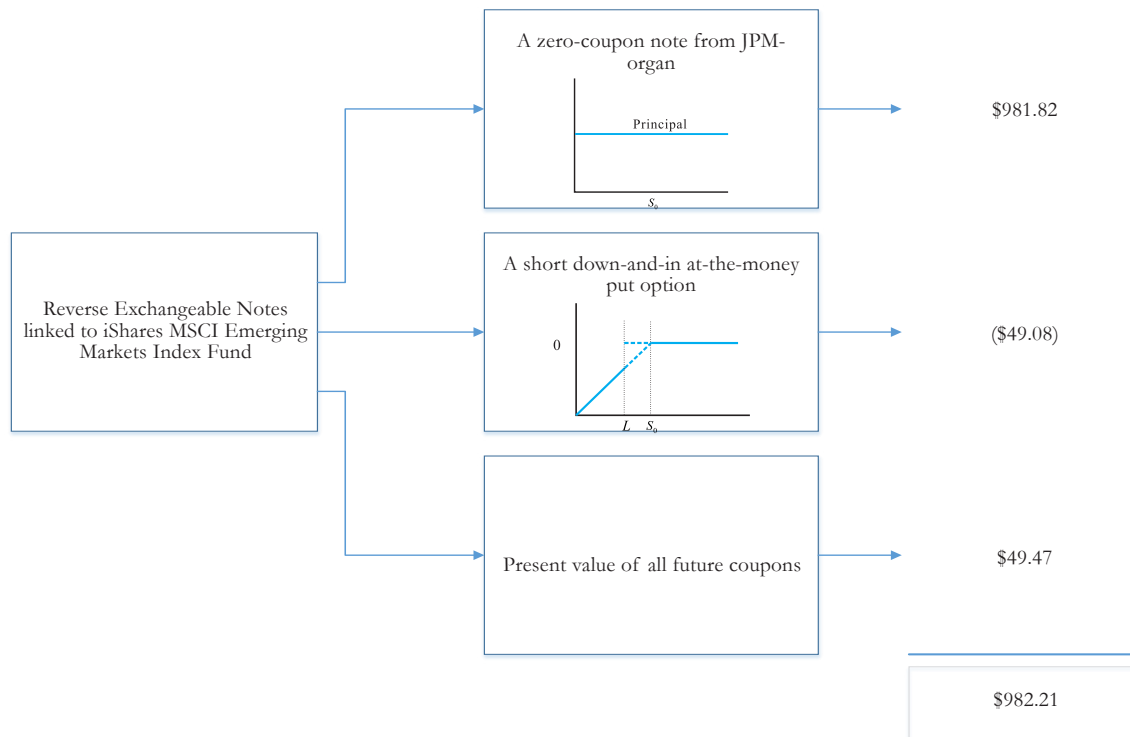 A zero-coupon note from JPM-
organ
Principal
S₀
$981.82
Reverse Exchangeable Notes
linked to iShares MSCI Emerging
Markets Index Fund
A short down-and-in at-the-money
put option
0
L S₀
($49.08)
Present value of all future coupons
$49.47
$982.21